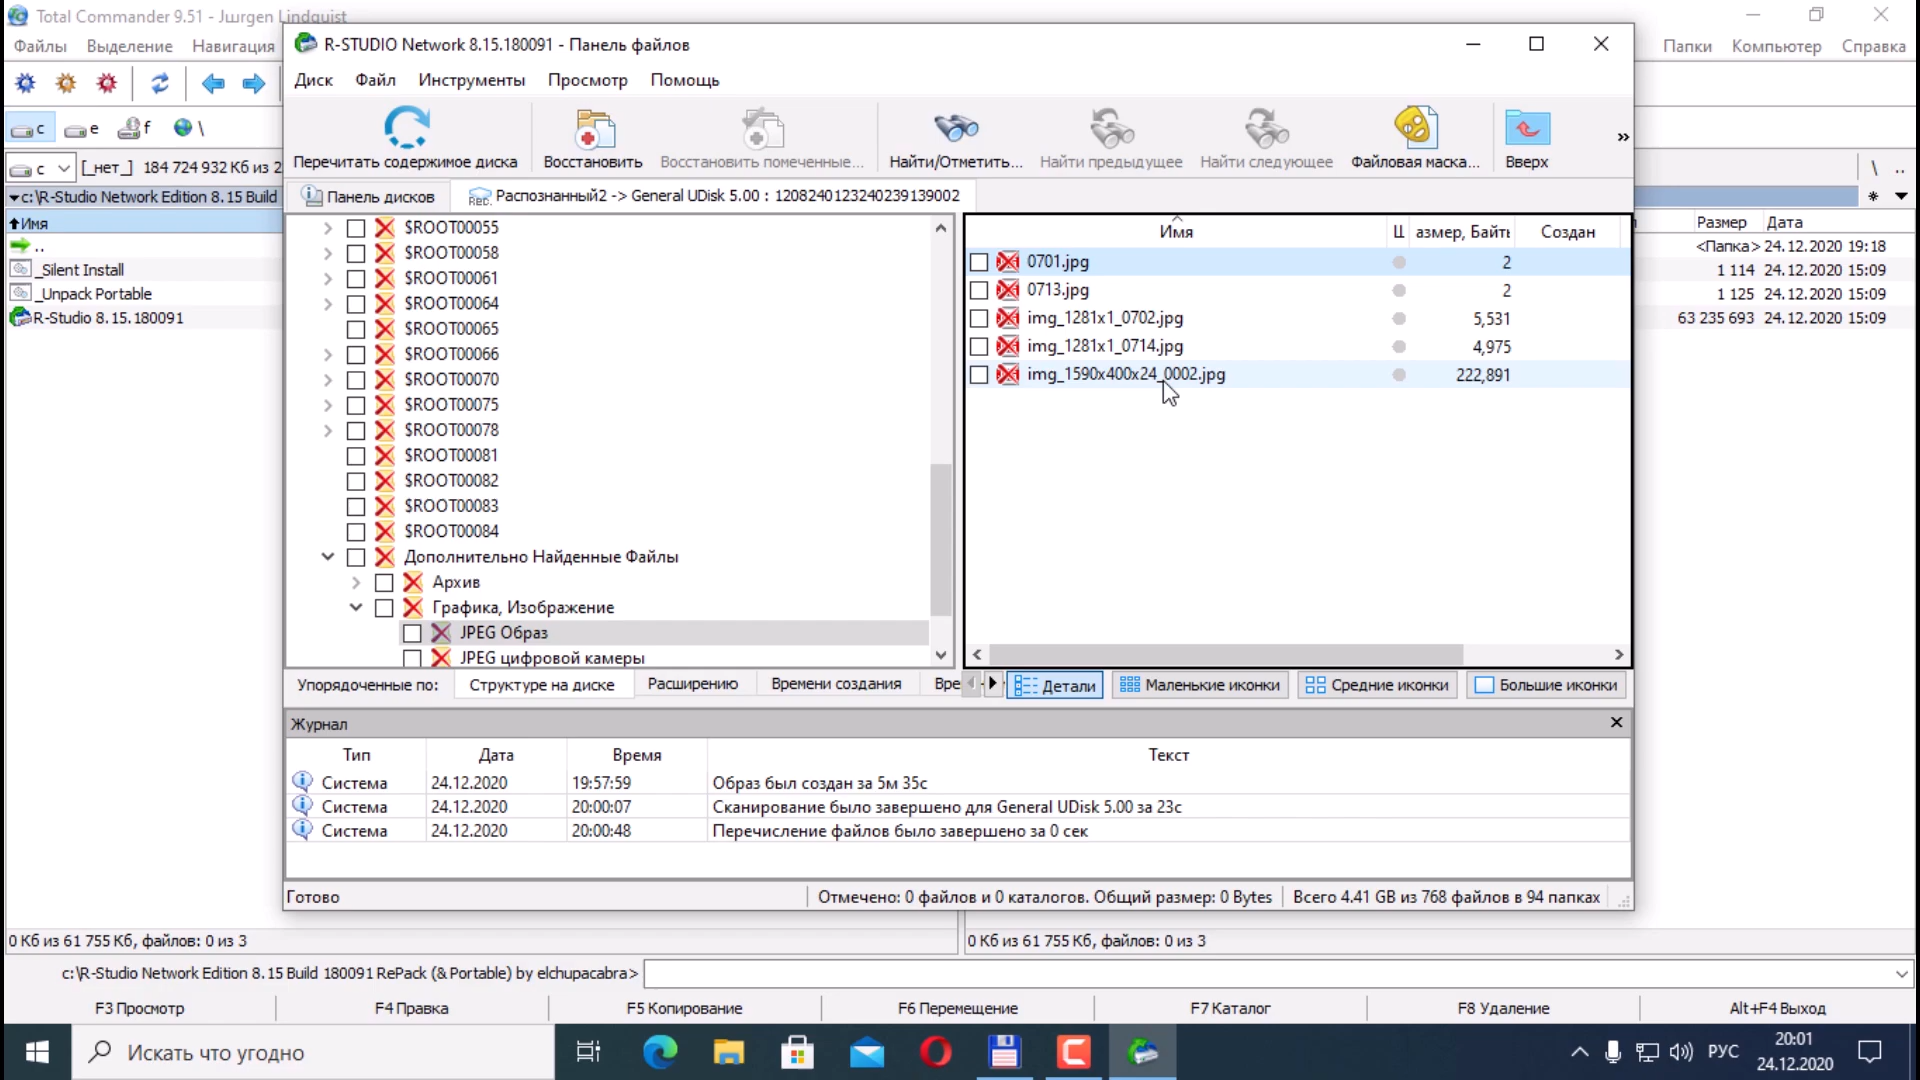 Total Commander 9.51 - Jшrgen Lindquist
Файлы Выделение Навигация
Папки Компьютер Справка
R-STUDIO Network 8.15.180091 - Панель файлов
Диск Файл Инструменты Просмотр Помощь
Перечитать содержимое диска Восстановить Восстановить помеченные... Найти/Отметить... Найти предыдущее Найти следующее Файловая маска... Вверх »
c e f \
c [_нет_] 184 724 932 Кб из 2
\ ..
Панель дисков
Распознанный2 -> General UDisk 5.00 : 1208240123240239139002
c:\R-Studio Network Edition 8.15 Build
* 
Имя
Размер Дата
..
<Папка> 24.12.2020 19:18
_Silent Install
1 114 24.12.2020 15:09
_Unpack Portable
1 125 24.12.2020 15:09
R-Studio 8.15.180091
63 235 693 24.12.2020 15:09
$ROOT00055
$ROOT00058
$ROOT00061
$ROOT00064
$ROOT00065
$ROOT00066
$ROOT00070
$ROOT00075
$ROOT00078
$ROOT00081
$ROOT00082
$ROOT00083
$ROOT00084
Дополнительно Найденные Файлы
Архив
Графика, Изображение
JPEG Образ
JPEG цифровой камеры
Имя Ц азмер, Байть Создан
0701.jpg 2
0713.jpg 2
img_1281x1_0702.jpg 5,531
img_1281x1_0714.jpg 4,975
img_1590x400x24_0002.jpg 222,891
Упорядоченные по: Структуре на диске Расширению Времени создания Вре
Детали Маленькие иконки Средние иконки Большие иконки
Журнал
Тип Дата Время Текст
Система 24.12.2020 19:57:59 Образ был создан за 5м 35с
Система 24.12.2020 20:00:07 Сканирование было завершено для General UDisk 5.00 за 23с
Система 24.12.2020 20:00:48 Перечисление файлов было завершено за 0 сек
Готово
Отмечено: 0 файлов и 0 каталогов. Общий размер: 0 Bytes
Всего 4.41 GB из 768 файлов в 94 папках
0 Кб из 61 755 Кб, файлов: 0 из 3
0 Кб из 61 755 Кб, файлов: 0 из 3
c:\R-Studio Network Edition 8.15 Build 180091 RePack (& Portable) by elchupacabra>
F3 Просмотр F4 Правка F5 Копирование F6 Перемещение F7 Каталог F8 Удаление Alt+F4 Выход
Искать что угодно
РУС
20:01
24.12.2020